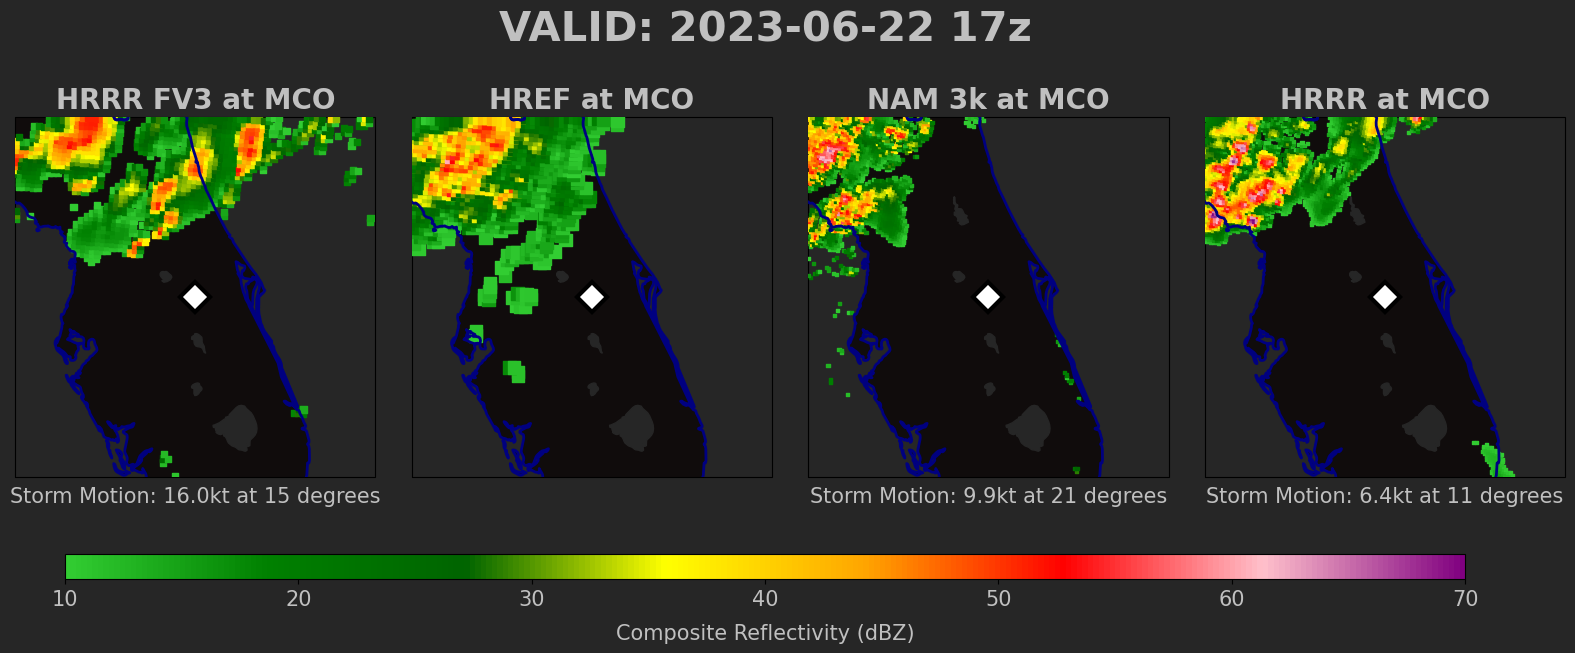 VALID: 2023-06-22 17z
HRRR FV3 at MCO
HREF at MCO
NAM 3k at MCO
HRRR at MCO
Storm Motion: 16.0kt at 15 degrees
Storm Motion: 9.9kt at 21 degrees
Storm Motion: 6.4kt at 11 degrees
10 20 30 40 50 60 70
Composite Reflectivity (dBZ)